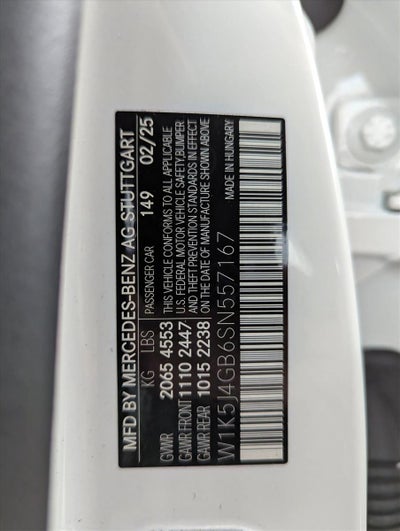 MFD BY MERCEDES-BENZ AG STUTTGART
KG LBS PASSENGER CAR 149 02/25
GVWR 2065 4553 THIS VEHICLE CONFORMS TO ALL APPLICABLE
GAWR FRONT 1110 2447 U.S. FEDERAL MOTOR VEHICLE SAFETY, BUMPER
GAWR REAR 1015 2238 AND THEFT PREVENTION STANDARDS IN EFFECT
ON DATE OF MANUFACTURE SHOWN ABOVE
W1K5J4GB6SN557167 MADE IN HUNGARY